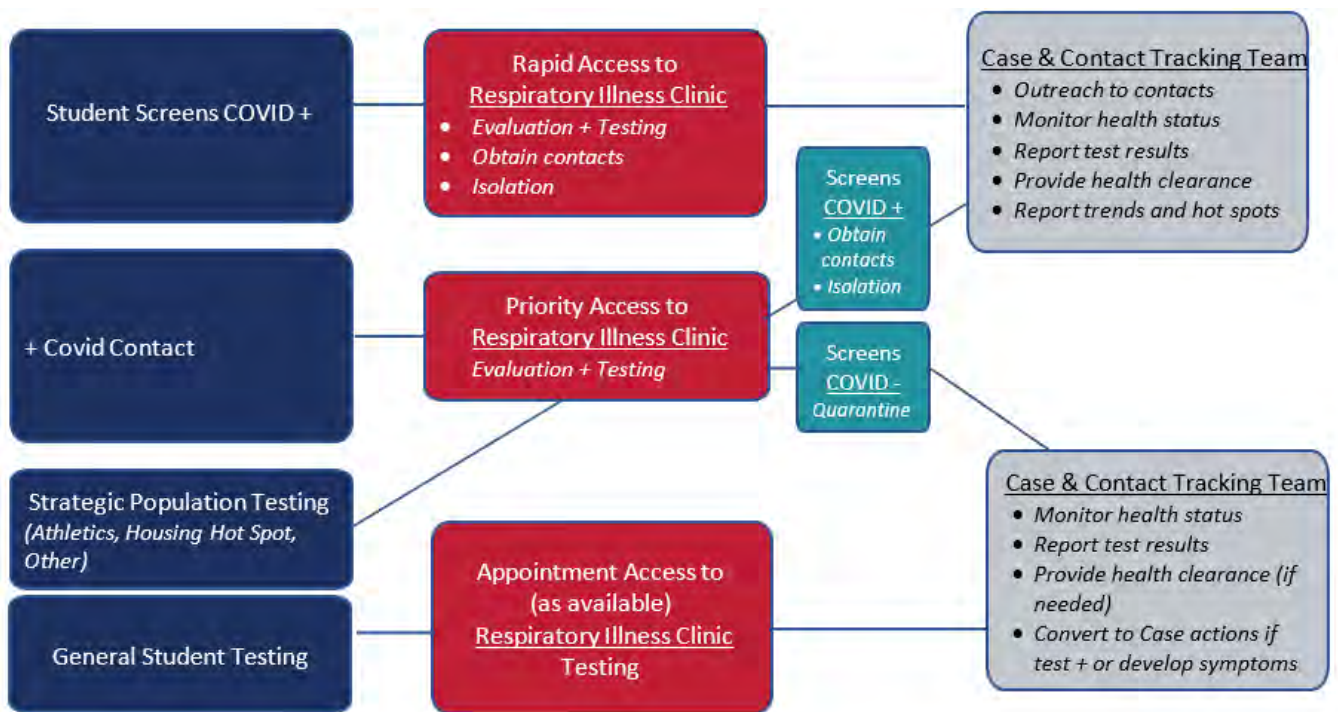 Student Screens COVID +
Rapid Access to
Respiratory Illness Clinic
• Evaluation + Testing
• Obtain contacts
• Isolation
Case & Contact Tracking Team
• Outreach to contacts
• Monitor health status
• Report test results
• Provide health clearance
• Report trends and hot spots
Screens
COVID +
• Obtain
contacts
• Isolation
+ Covid Contact
Priority Access to
Respiratory Illness Clinic
Evaluation + Testing
Screens
COVID -
Quarantine
Strategic Population Testing
(Athletics, Housing Hot Spot,
Other)
General Student Testing
Appointment Access to
(as available)
Respiratory Illness Clinic
Testing
Case & Contact Tracking Team
• Monitor health status
• Report test results
• Provide health clearance (if
needed)
• Convert to Case actions if
test + or develop symptoms